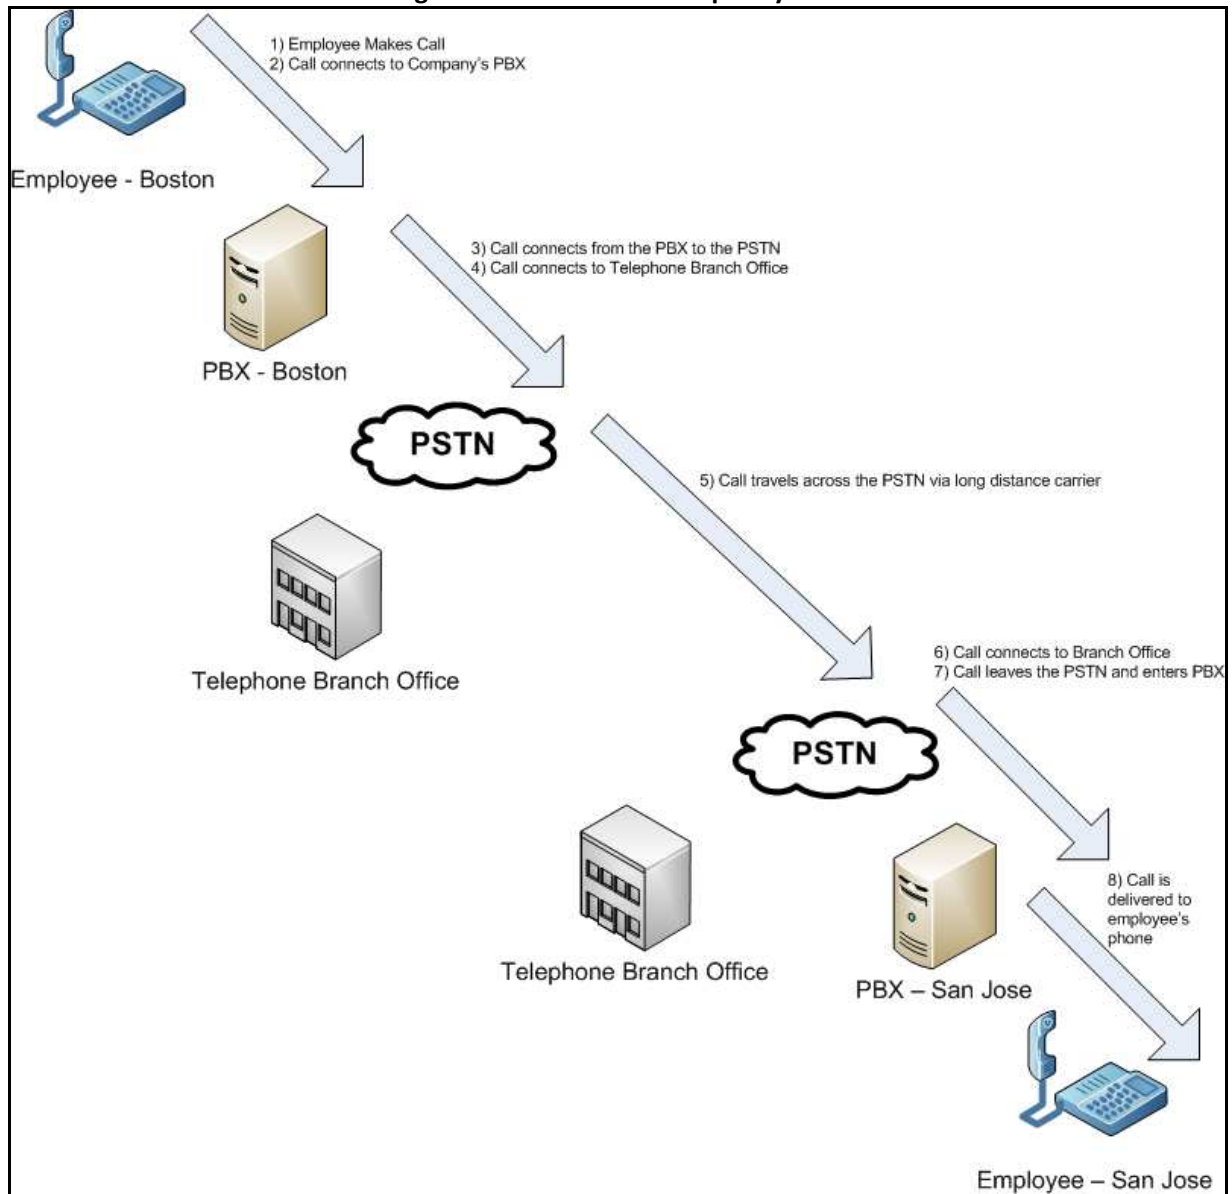 1) Employee Makes Call
2) Call connects to Company's PBX
Employee - Boston
3) Call connects from the PBX to the PSTN
4) Call connects to Telephone Branch Office
PBX - Boston
PSTN
5) Call travels across the PSTN via long distance carrier
Telephone Branch Office
6) Call connects to Branch Office
7) Call leaves the PSTN and enters PBX
PSTN
8) Call is
delivered to
employee's
phone
Telephone Branch Office
PBX – San Jose
Employee – San Jose